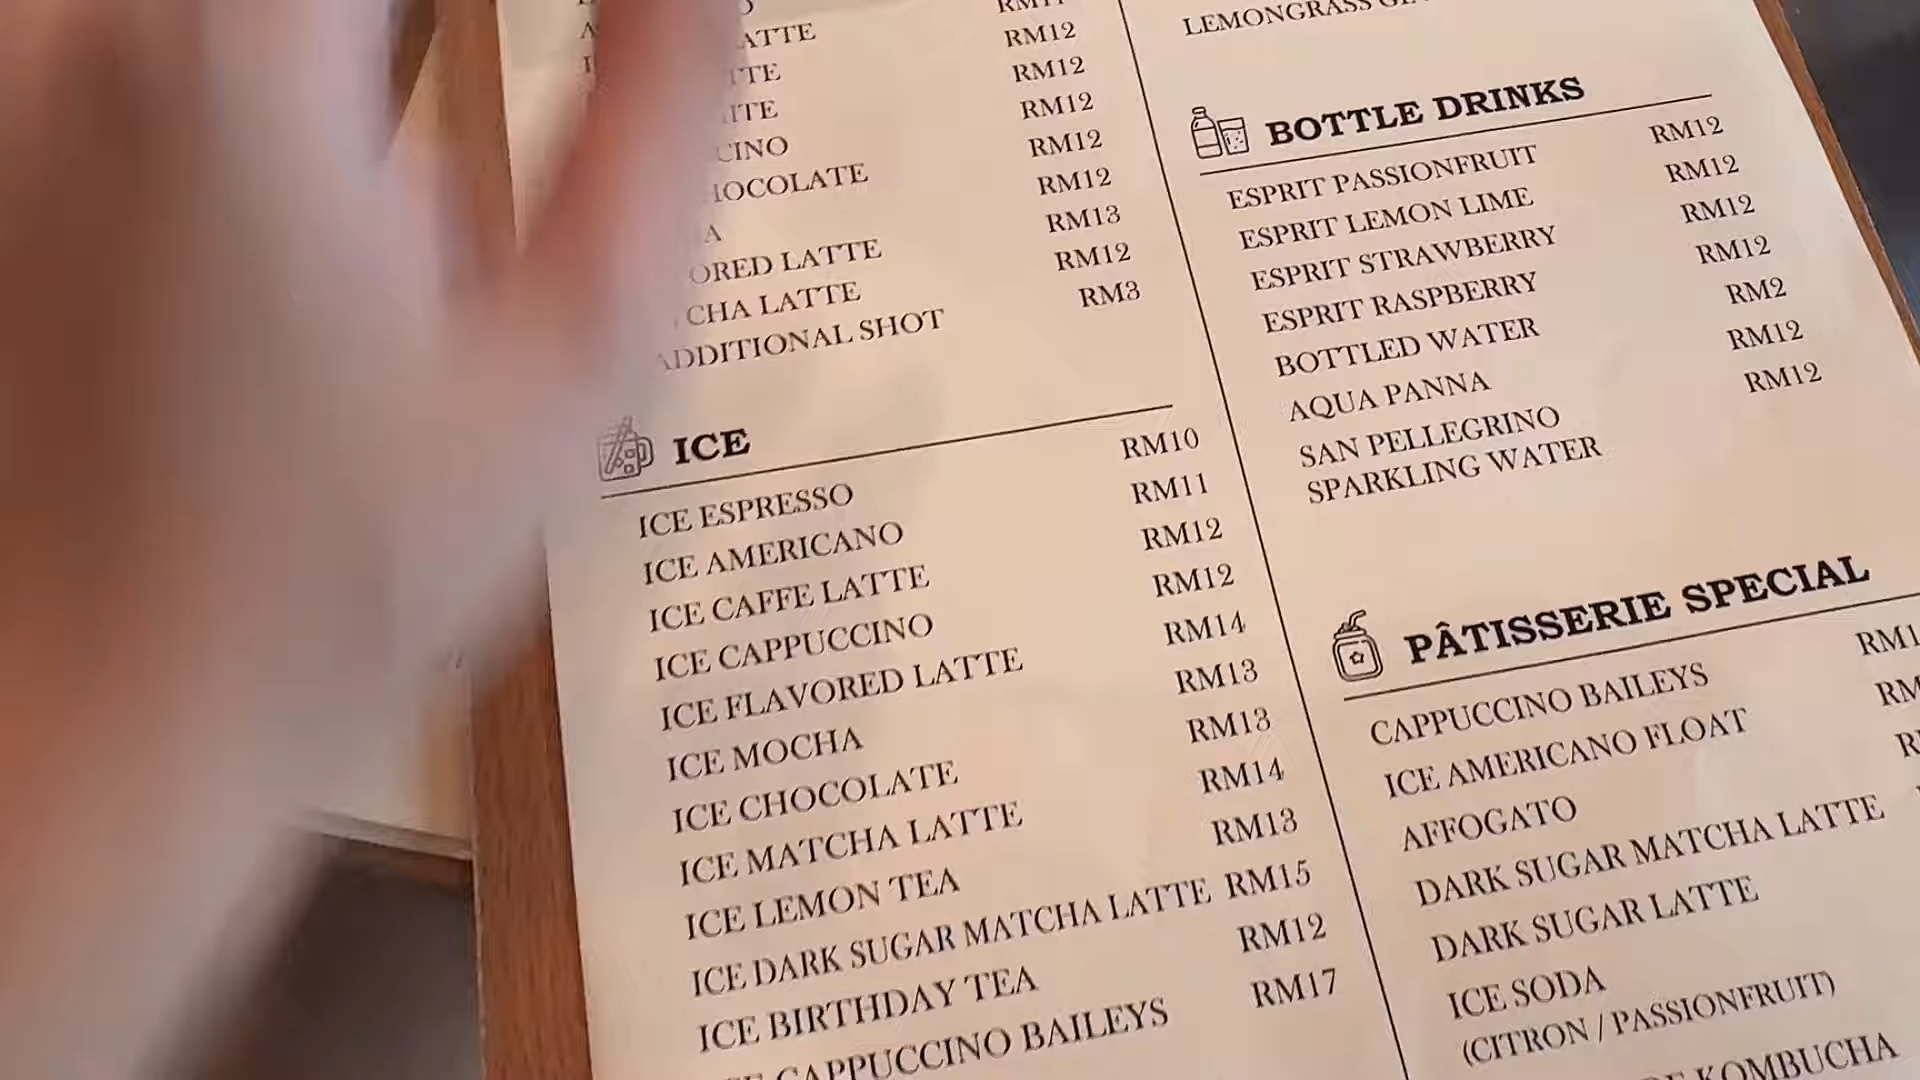 LATTE RM12
RM12
RM12
RM12
CHOCOLATE RM12
RM13
LATTE RM12
LATTE RM3
ADDITIONAL SHOT
ICE
ICE ESPRESSO RM10
ICE AMERICANO RM11
ICE CAFFE LATTE RM12
ICE CAPPUCCINO RM12
ICE FLAVORED LATTE RM14
ICE MOCHA RM13
ICE CHOCOLATE RM13
ICE MATCHA LATTE RM14
ICE LEMON TEA RM13
ICE DARK SUGAR MATCHA LATTE RM15
ICE BIRTHDAY TEA RM12
CAPPUCCINO BAILEYS RM17
LEMONGRASS
BOTTLE DRINKS
ESPRIT PASSIONFRUIT RM12
ESPRIT LEMON LIME RM12
ESPRIT STRAWBERRY RM12
ESPRIT RASPBERRY RM12
BOTTLED WATER RM2
AQUA PANNA RM12
SAN PELLEGRINO RM12
SPARKLING WATER
PÂTISSERIE SPECIAL
CAPPUCCINO BAILEYS
ICE AMERICANO FLOAT
AFFOGATO
DARK SUGAR MATCHA LATTE
DARK SUGAR LATTE
ICE SODA
(CITRON / PASSIONFRUIT)
KOMBUCHA